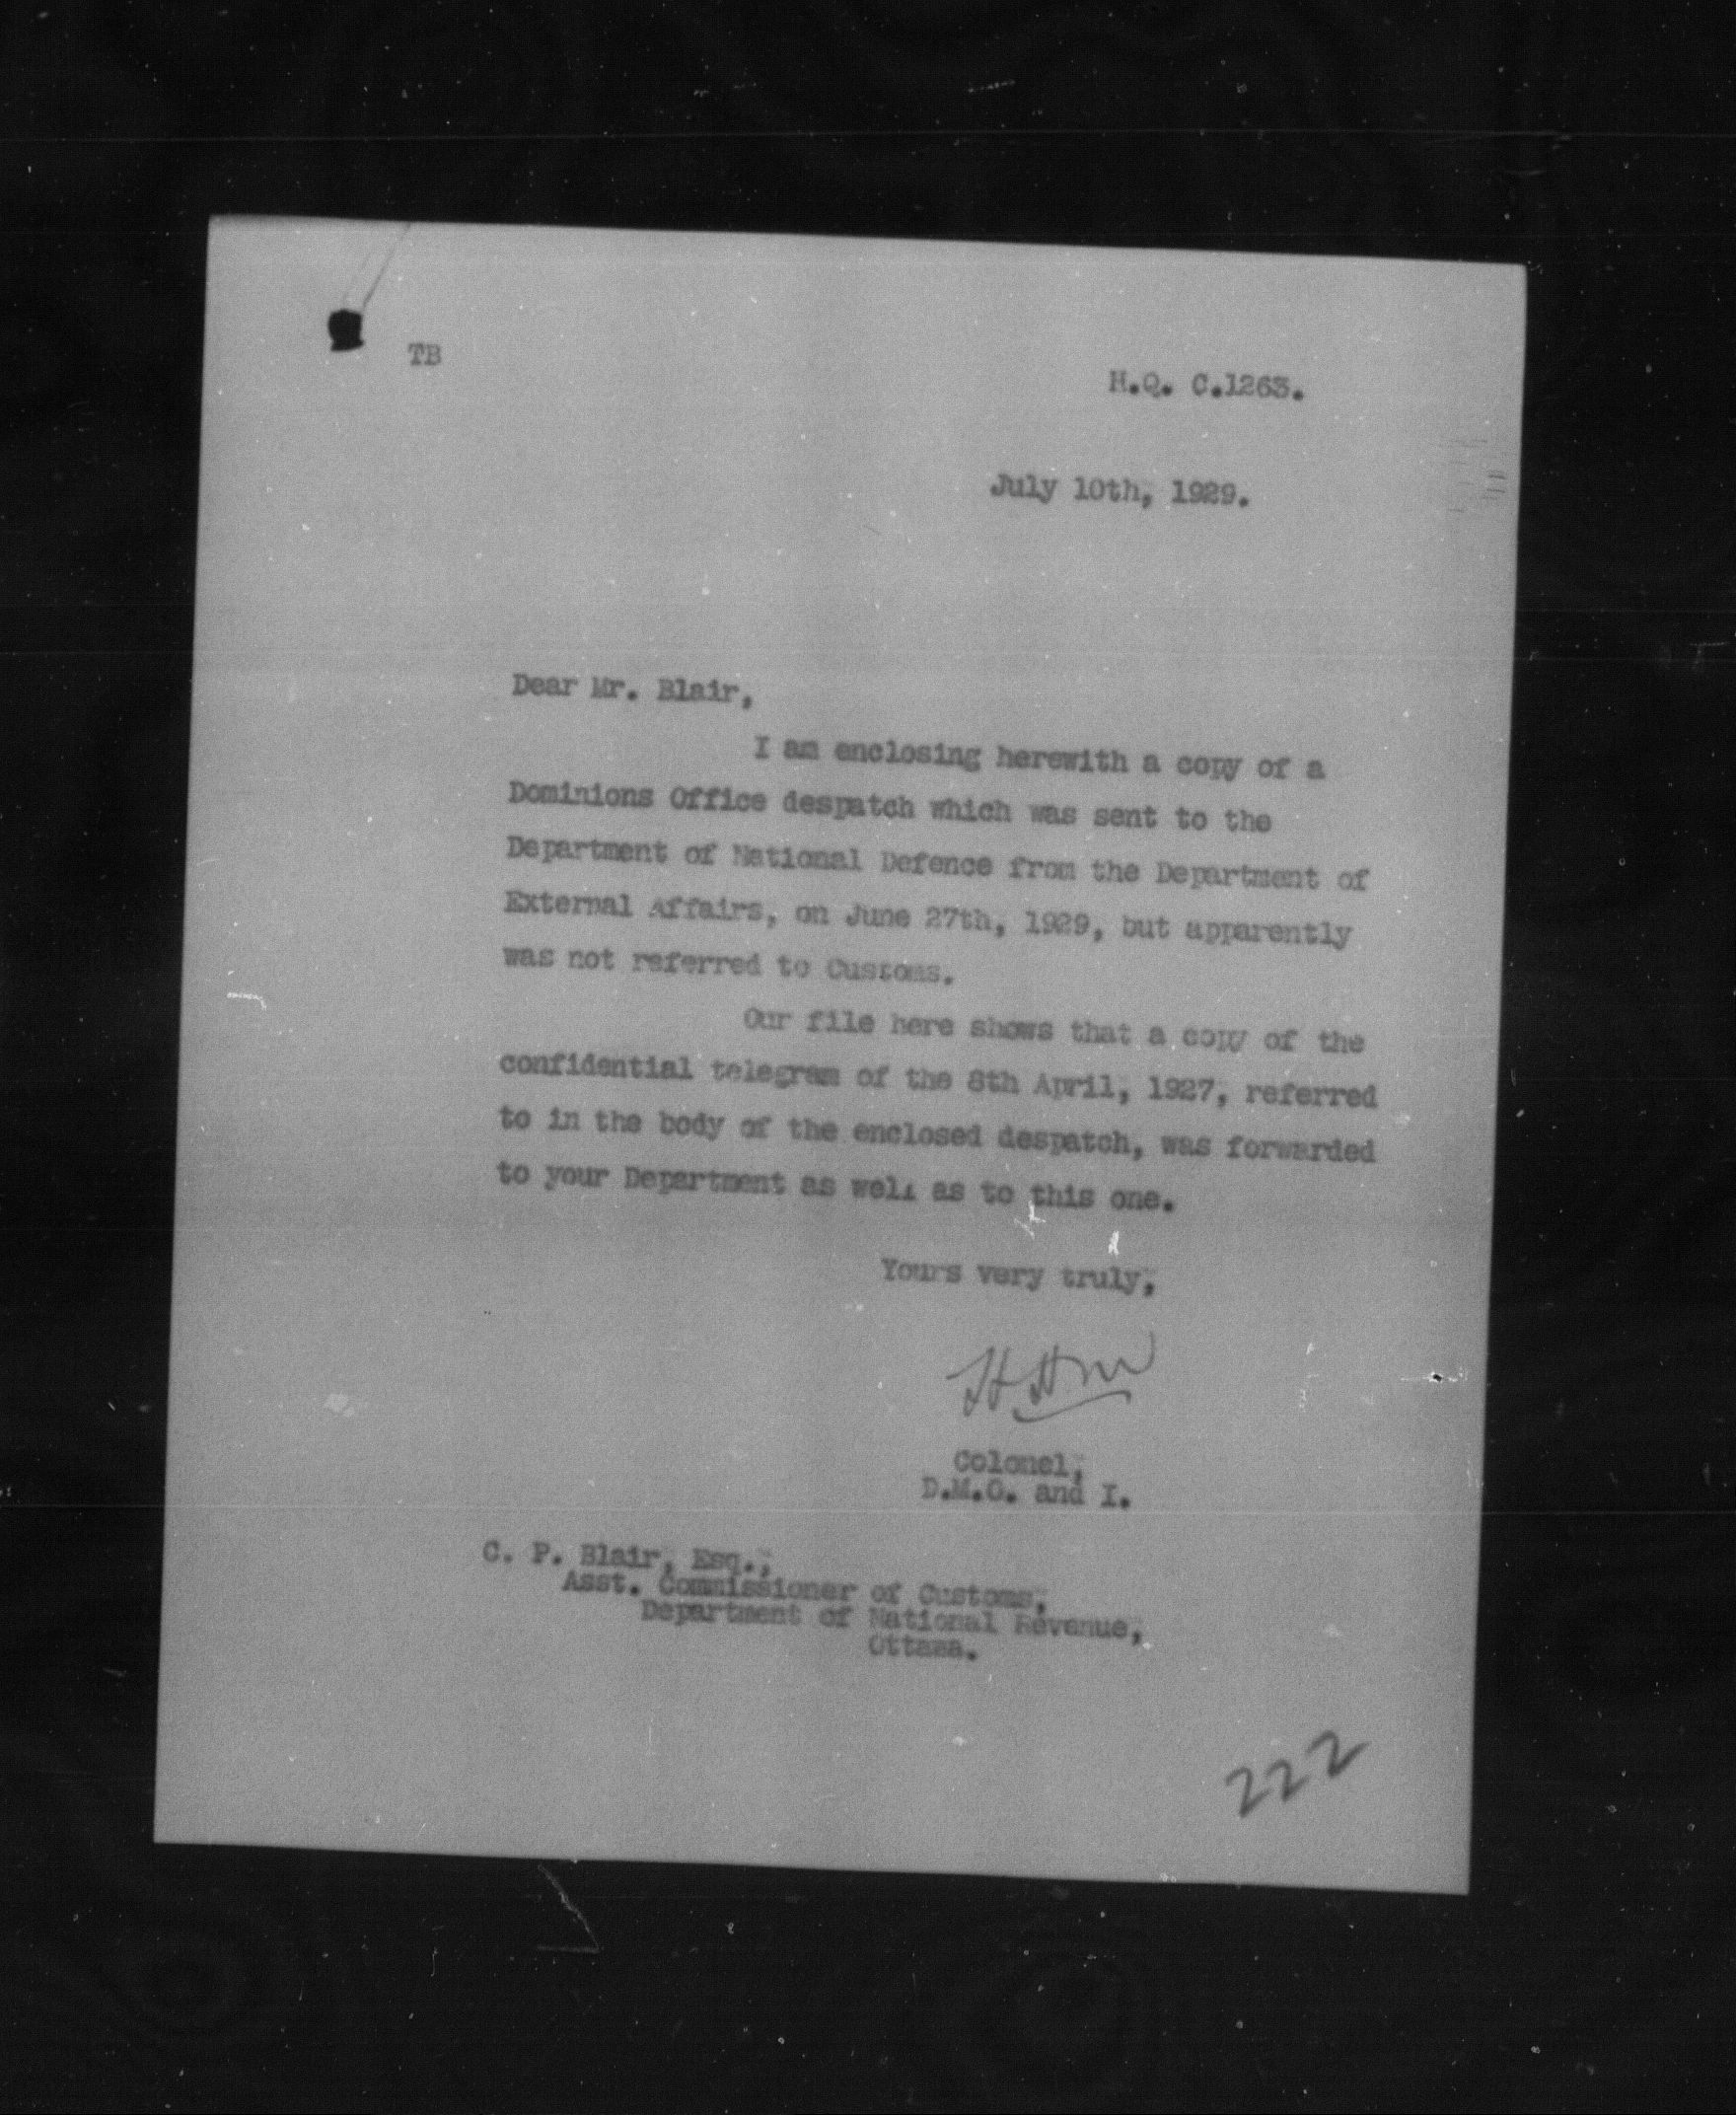 TB
H.Q. C.1263.
July 10th, 1929.
Dear Mr. Blair,
I am enclosing herewith a copy of a
Dominions Office despatch which was sent to the
Department of National Defence from the Department of
External Affairs, on June 27th, 1929, but apparently
was not referred to Customs.
Our file here shows that a copy of the
confidential telegram of the 8th April, 1927, referred
to in the body of the enclosed despatch, was forwarded
to your Department as well as to this one.
Yours very truly,
Colonel,
D.M.O. and I.
C. P. Blair, Esq.,
Asst. Commissioner of Customs,
Department of National Revenue,
Ottawa.
222